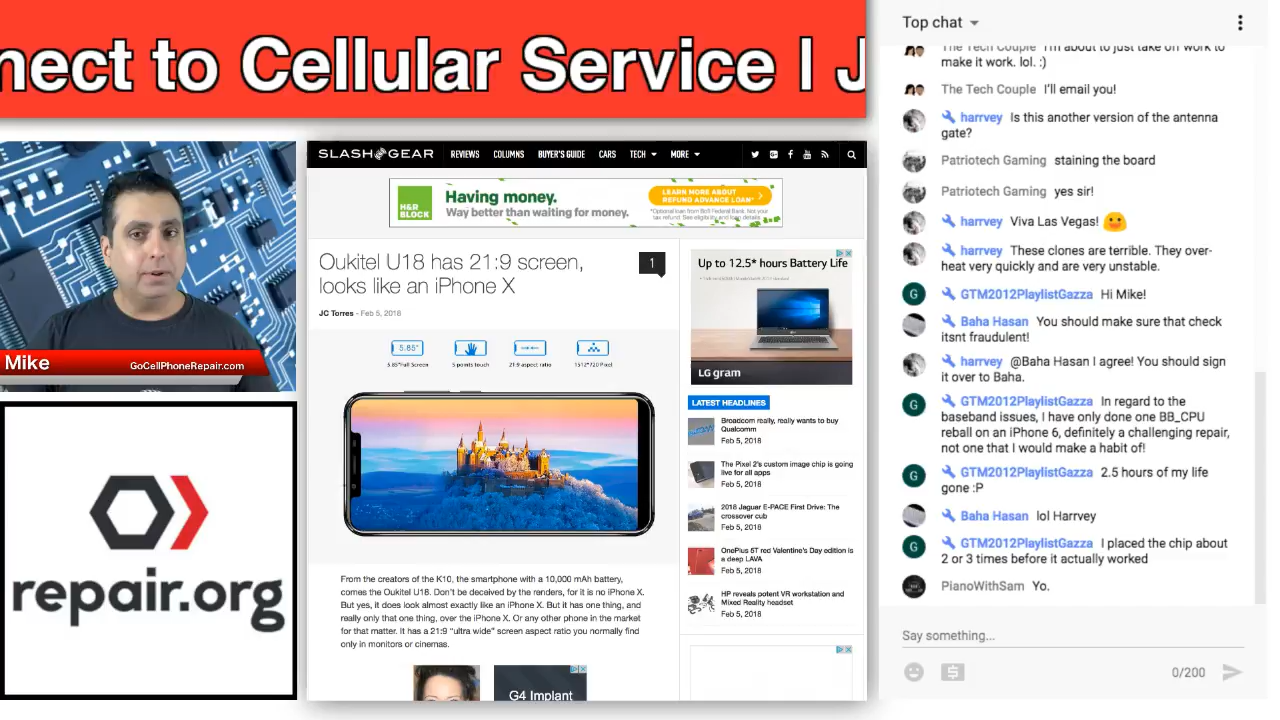 nnect to Cellular Service | J
Mike
GoCellPhoneRepair.com
repair.org
SLASHGEAR
REVIEWS
COLUMNS
BUYER'S GUIDE
CARS
TECH
MORE
H&R
BLOCK
Having money.
Way better than waiting for money.
LEARN MORE ABOUT
REFUND ADVANCE LOAN*
Oukitel U18 has 21:9 screen,
looks like an iPhone X
1
JC Torres - Feb 5, 2018
5.85"
5.85"Full Screen
5 points touch
21:9 aspect ratio
1512*720 Pixel
From the creators of the K10, the smartphone with a 10,000 mAh battery,
comes the Oukitel U18. Don't be deceived by the renders, for it is no iPhone X.
But yes, it does look almost exactly like an iPhone X. But it has one thing, and
really only that one thing, over the iPhone X. Or any other phone in the market
for that matter. It has a 21:9 "ultra wide" screen aspect ratio you normally find
only in monitors or cinemas.
G4 Implant
Up to 12.5* hours Battery Life
LG gram
LATEST HEADLINES
Broadcom really, really wants to buy
Qualcomm
Feb 5, 2018
The Pixel 2's custom image chip is going
live for all apps
Feb 5, 2018
2018 Jaguar E-PACE First Drive: The
crossover cub
Feb 5, 2018
OnePlus 5T red Valentine's Day edition is
a deep LAVA
Feb 5, 2018
HP reveals potent VR workstation and
Mixed Reality headset
Feb 5, 2018
Top chat
The Tech Couple I'm about to just take off work to
make it work. lol. :)
The Tech Couple I'll email you!
harrvey Is this another version of the antenna
gate?
Patriotech Gaming staining the board
Patriotech Gaming yes sir!
harrvey Viva Las Vegas!
harrvey These clones are terrible. They over-
heat very quickly and are very unstable.
G GTM2012PlaylistGazza Hi Mike!
Baha Hasan You should make sure that check
itsnt fraudulent!
harrvey @Baha Hasan I agree! You should sign
it over to Baha.
G GTM2012PlaylistGazza In regard to the
baseband issues, I have only done one BB_CPU
reball on an iPhone 6, definitely a challenging repair,
not one that I would make a habit of!
G GTM2012PlaylistGazza 2.5 hours of my life
gone :P
Baha Hasan lol Harrvey
G GTM2012PlaylistGazza I placed the chip about
2 or 3 times before it actually worked
PianoWithSam Yo.
Say something...
0/200